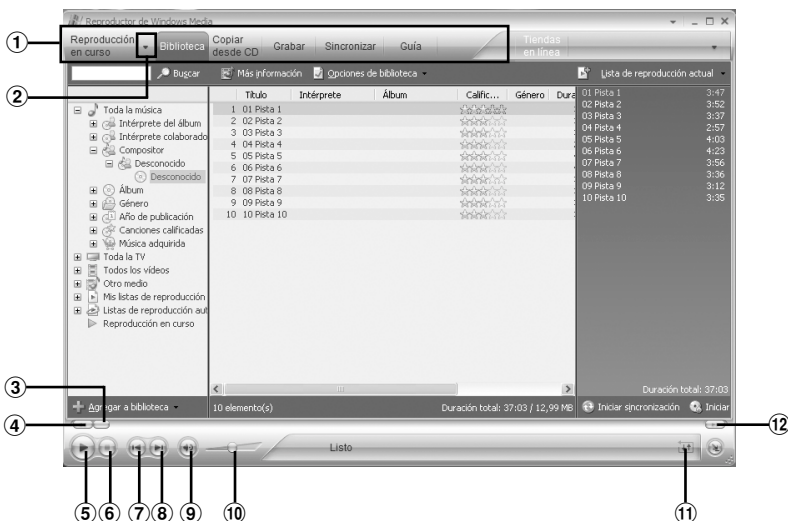 Reproductor de Windows Media
① Reproducción en curso Biblioteca Copiar desde CD Grabar Sincronizar Guía Tiendas en línea
②
Buscar Más información Opciones de biblioteca Lista de reproducción actual
Título Intérprete Álbum Calific... Género Dura
Toda la música
Intérprete del álbum
Intérprete colaborado
Compositor
Desconocido
Desconocido
Álbum
Género
Año de publicación
Canciones calificadas
Música adquirida
Toda la TV
Todos los vídeos
Otro medio
Mis listas de reproducción
Listas de reproducción aut
Reproducción en curso
1 01 Pista 1
2 02 Pista 2
3 03 Pista 3
4 04 Pista 4
5 05 Pista 5
6 06 Pista 6
7 07 Pista 7
8 08 Pista 8
9 09 Pista 9
10 10 Pista 10
01 Pista 1 3:47
02 Pista 2 3:52
03 Pista 3 3:37
04 Pista 4 2:57
05 Pista 5 4:03
06 Pista 6 4:23
07 Pista 7 3:56
08 Pista 8 3:36
09 Pista 9 3:12
10 Pista 10 3:35
Duración total: 37:03
③
Agregar a biblioteca 10 elemento(s) Duración total: 37:03 / 12,99 MB Iniciar sincronización Iniciar
④ ⑫
Listo
⑤ ⑥ ⑦ ⑧ ⑨ ⑩ ⑪